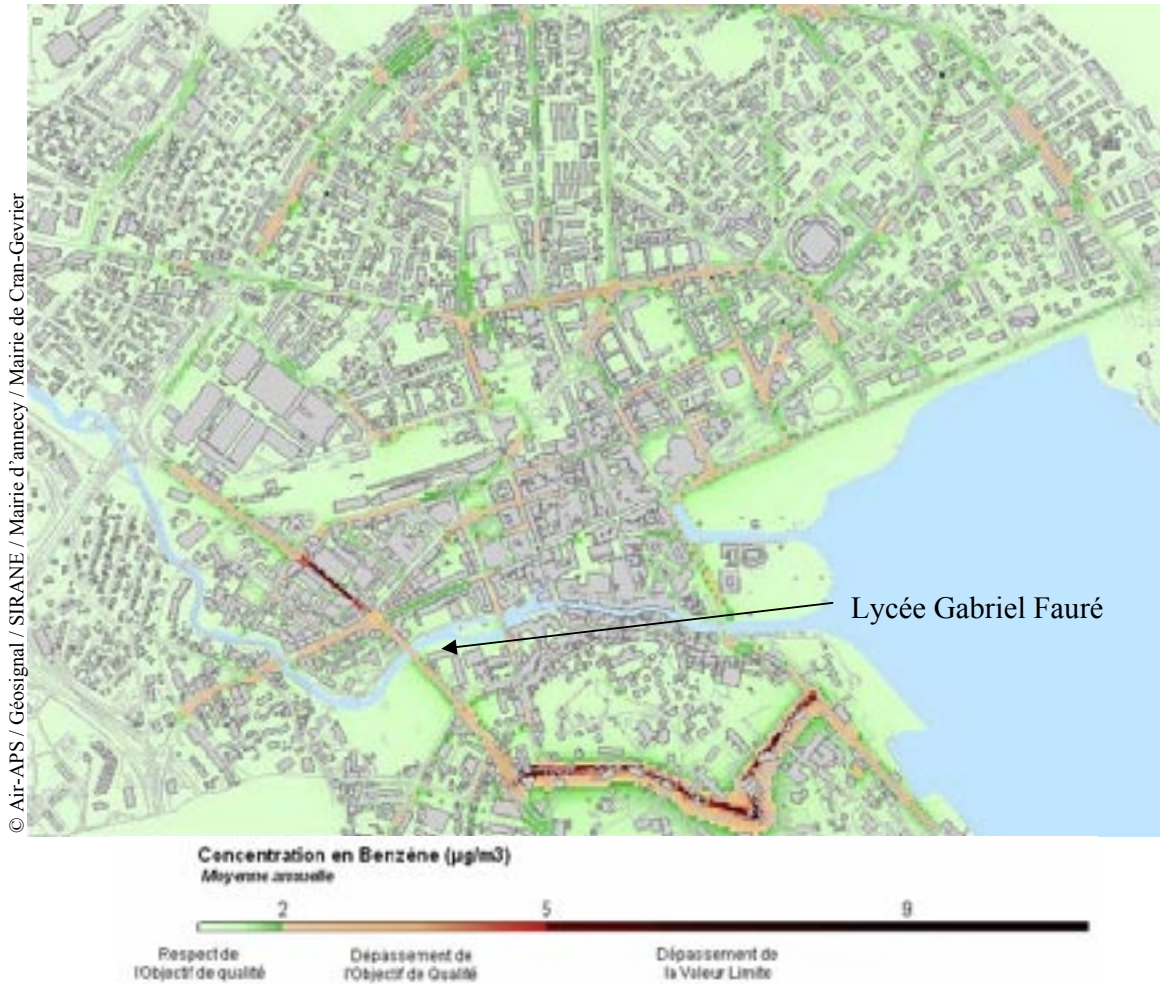 © Air-APS / Géosignal / SIRANE / Mairie d'annecy / Mairie de Cran-Gevrier
Lycée Gabriel Fauré
Concentration en Benzène (µg/m3)
Moyenne annuelle
2 5 9
Respect de
l'Objectif de qualité
Dépassement de
l'Objectif de Qualité
Dépassement de
la Valeur Limite